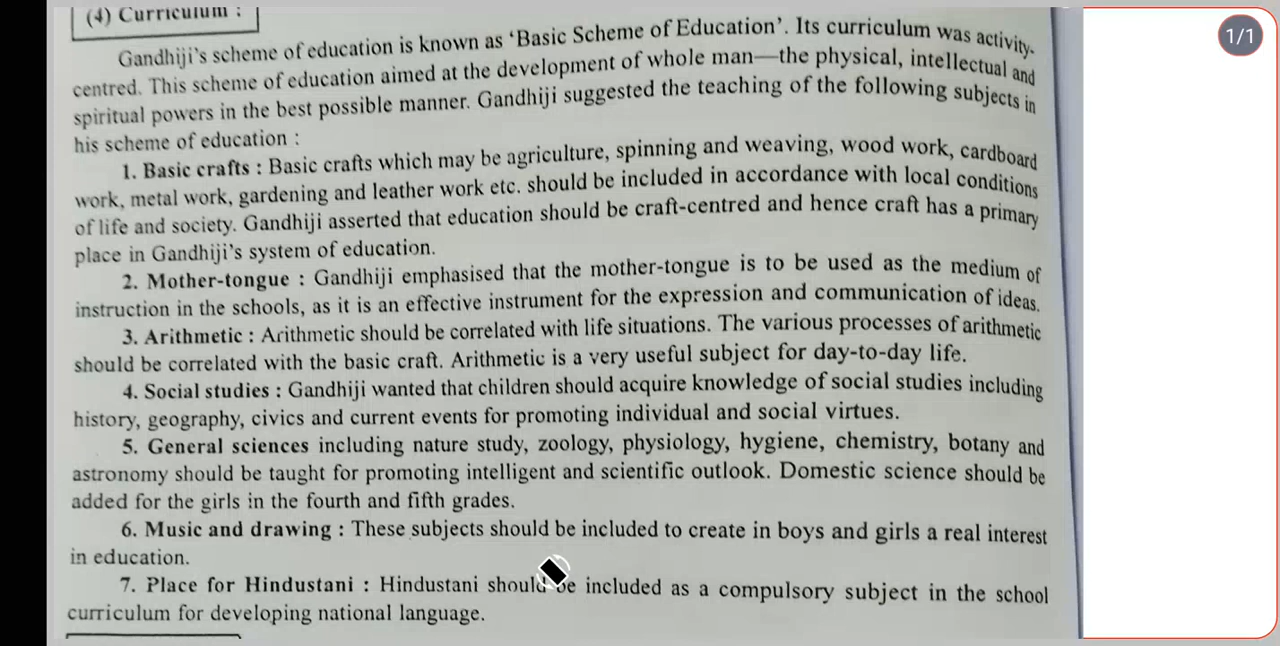 (4) Curriculum :
1/1
Gandhiji's scheme of education is known as 'Basic Scheme of Education'. Its curriculum was activity-
centred. This scheme of education aimed at the development of whole man—the physical, intellectual and
spiritual powers in the best possible manner. Gandhiji suggested the teaching of the following subjects in
his scheme of education :
1. Basic crafts : Basic crafts which may be agriculture, spinning and weaving, wood work, cardboard
work, metal work, gardening and leather work etc. should be included in accordance with local conditions
of life and society. Gandhiji asserted that education should be craft-centred and hence craft has a primary
place in Gandhiji's system of education.
2. Mother-tongue : Gandhiji emphasised that the mother-tongue is to be used as the medium of
instruction in the schools, as it is an effective instrument for the expression and communication of ideas.
3. Arithmetic : Arithmetic should be correlated with life situations. The various processes of arithmetic
should be correlated with the basic craft. Arithmetic is a very useful subject for day-to-day life.
4. Social studies : Gandhiji wanted that children should acquire knowledge of social studies including
history, geography, civics and current events for promoting individual and social virtues.
5. General sciences including nature study, zoology, physiology, hygiene, chemistry, botany and
astronomy should be taught for promoting intelligent and scientific outlook. Domestic science should be
added for the girls in the fourth and fifth grades.
6. Music and drawing : These subjects should be included to create in boys and girls a real interest
in education.
7. Place for Hindustani : Hindustani should be included as a compulsory subject in the school
curriculum for developing national language.